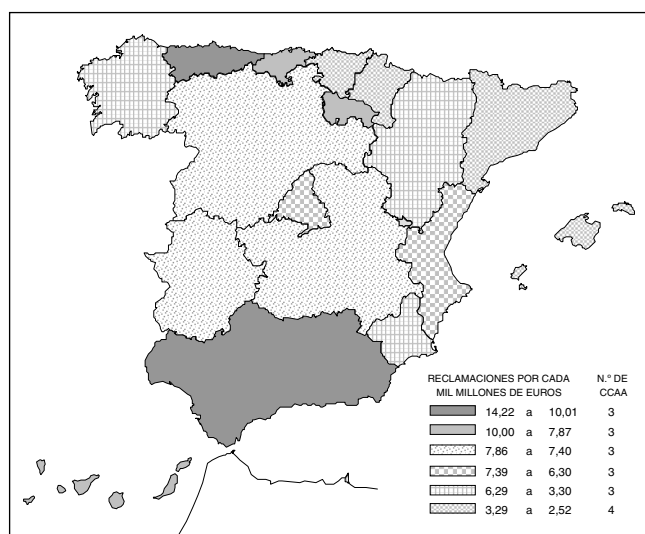 RECLAMACIONES POR CADA N.º DE
MIL MILLONES DE EUROS CCAA
14,22 a 10,01 3
10,00 a 7,87 3
7,86 a 7,40 3
7,39 a 6,30 3
6,29 a 3,30 3
3,29 a 2,52 4